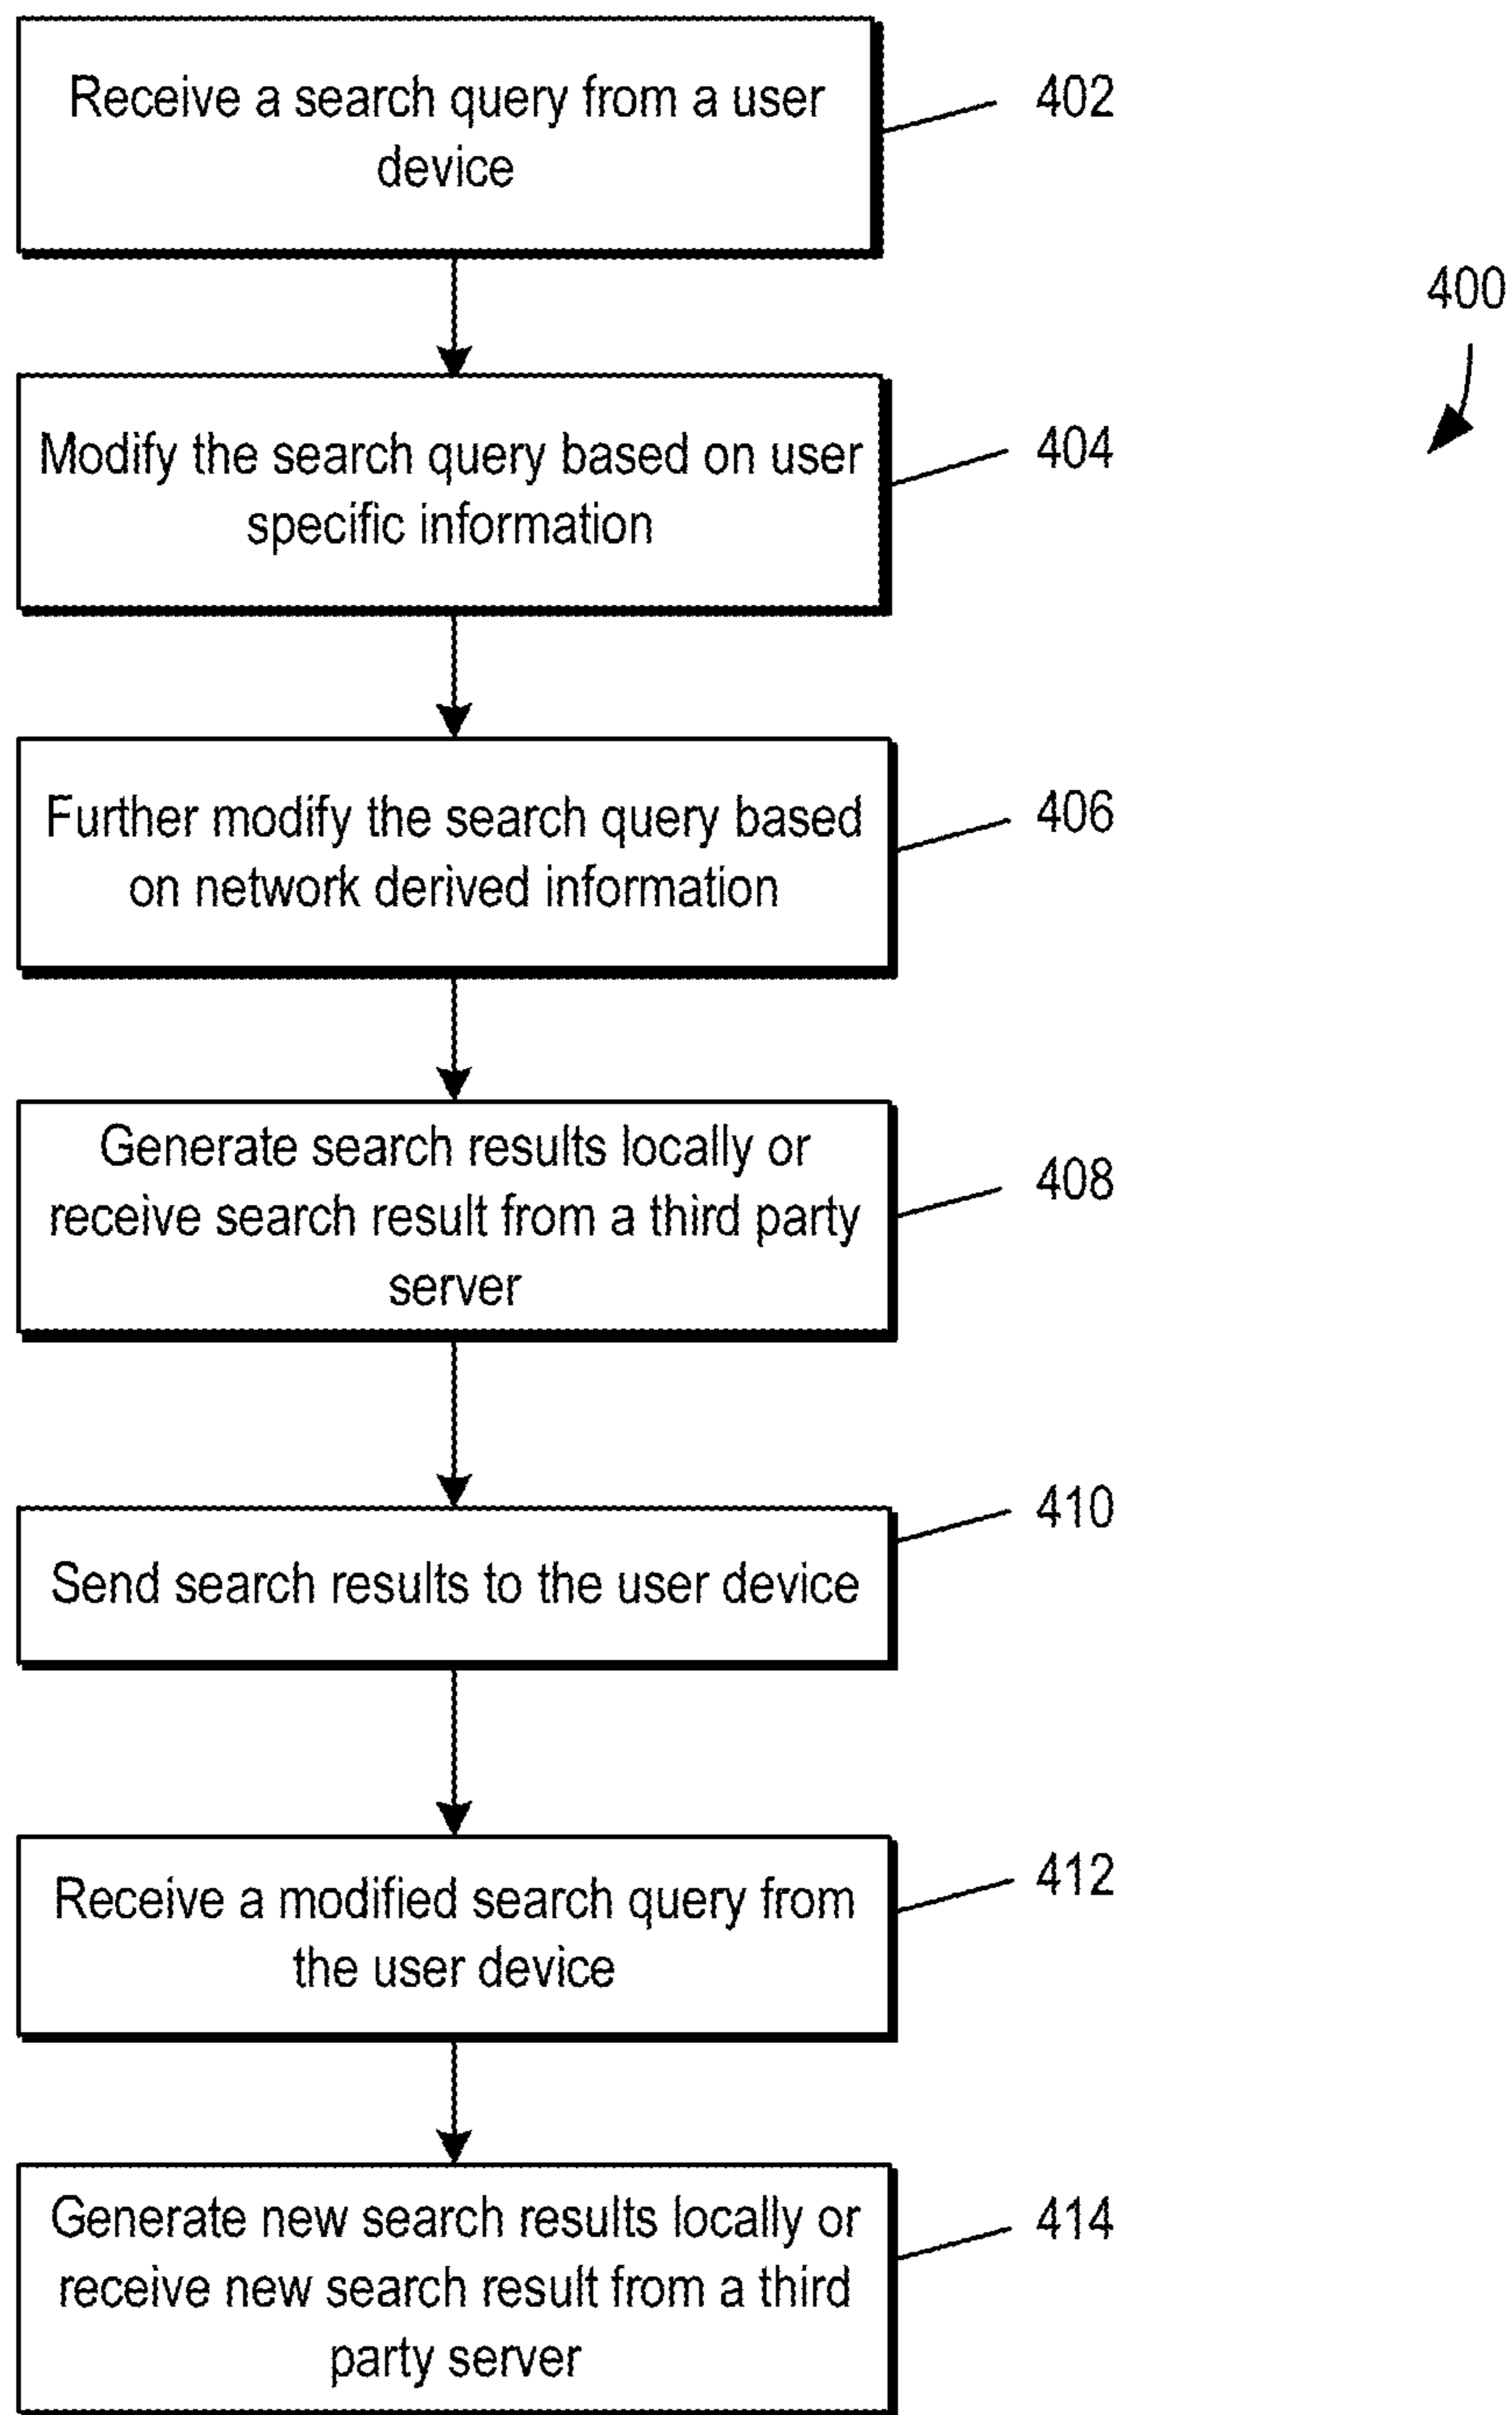 Receive a search query from a user
device
402
400
Modify the search query based on user
specific information
404
Further modify the search query based
on network derived information
406
Generate search results locally or
receive search result from a third party
server
408
Send search results to the user device
410
Receive a modified search query from
the user device
412
Generate new search results locally or
receive new search result from a third
party server
414